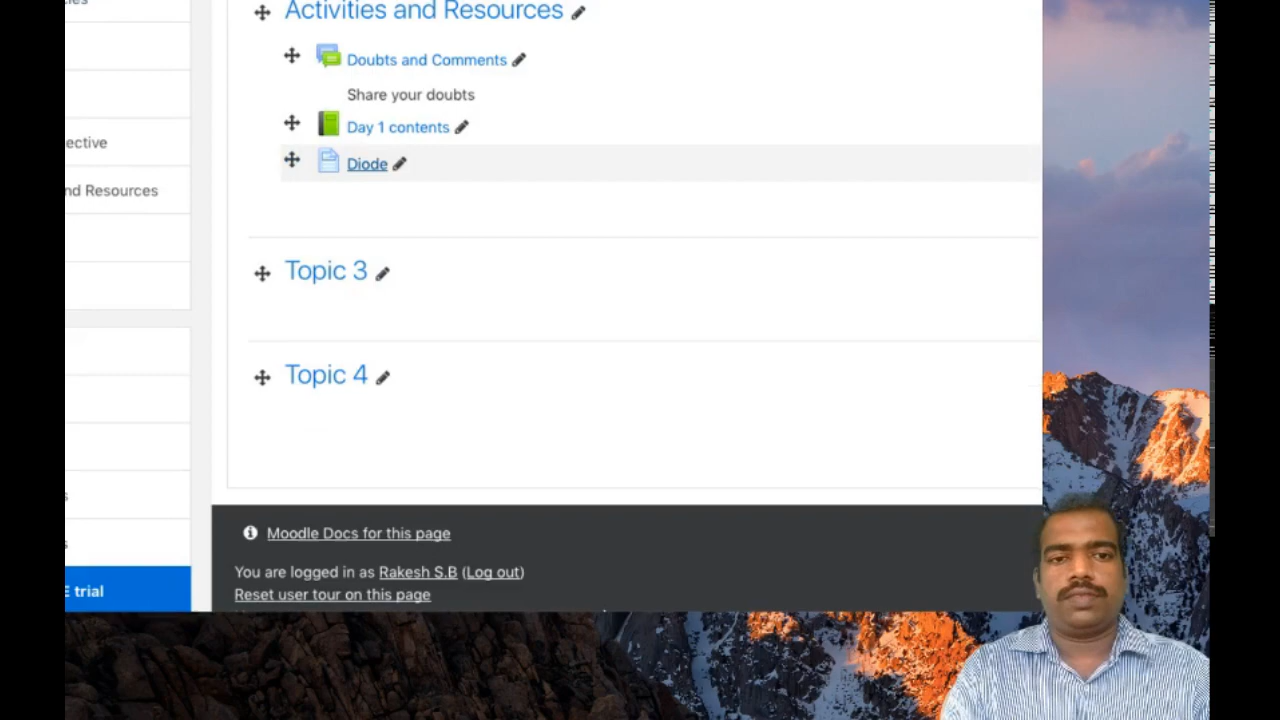 Activities and Resources
Doubts and Comments
Share your doubts
Day 1 contents
ective
Diode
nd Resources
Topic 3
Topic 4
Moodle Docs for this page
You are logged in as Rakesh S.B (Log out)
E trial
Reset user tour on this page